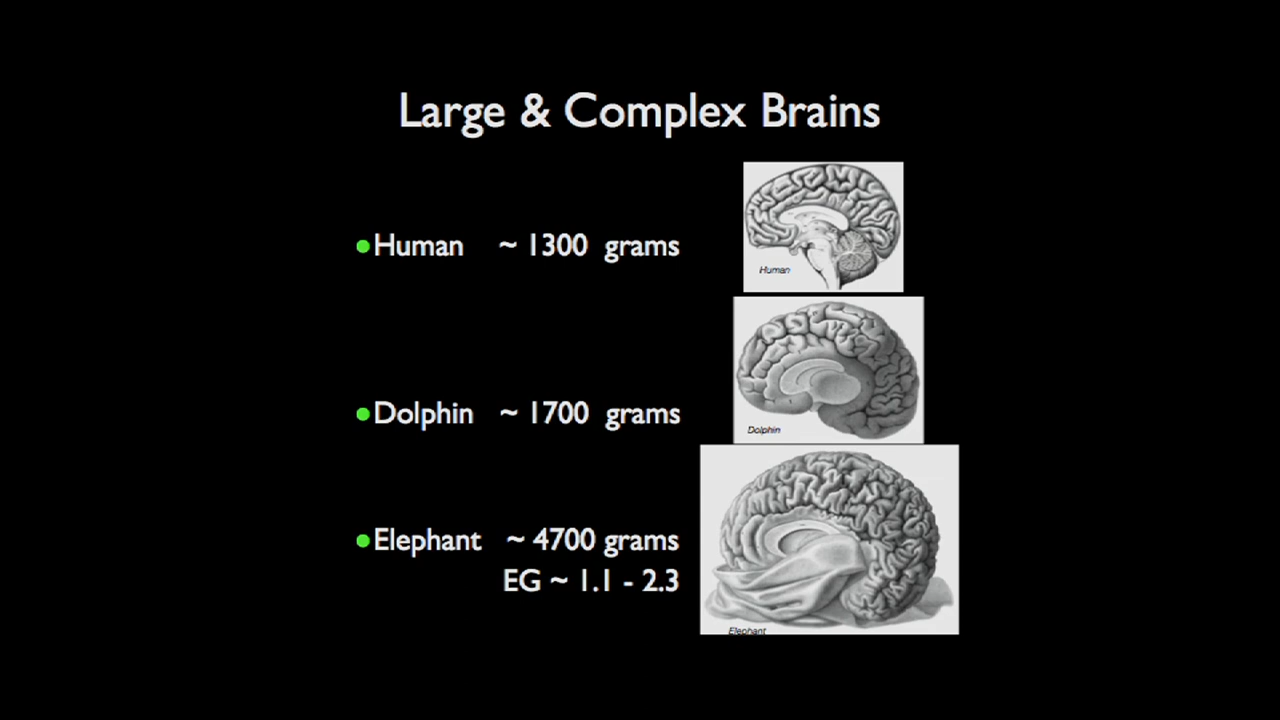 Large & Complex Brains
•Human ~ 1300 grams
Human
•Dolphin ~ 1700 grams
Dolphin
•Elephant ~ 4700 grams
EG ~ 1.1 - 2.3
Elephant